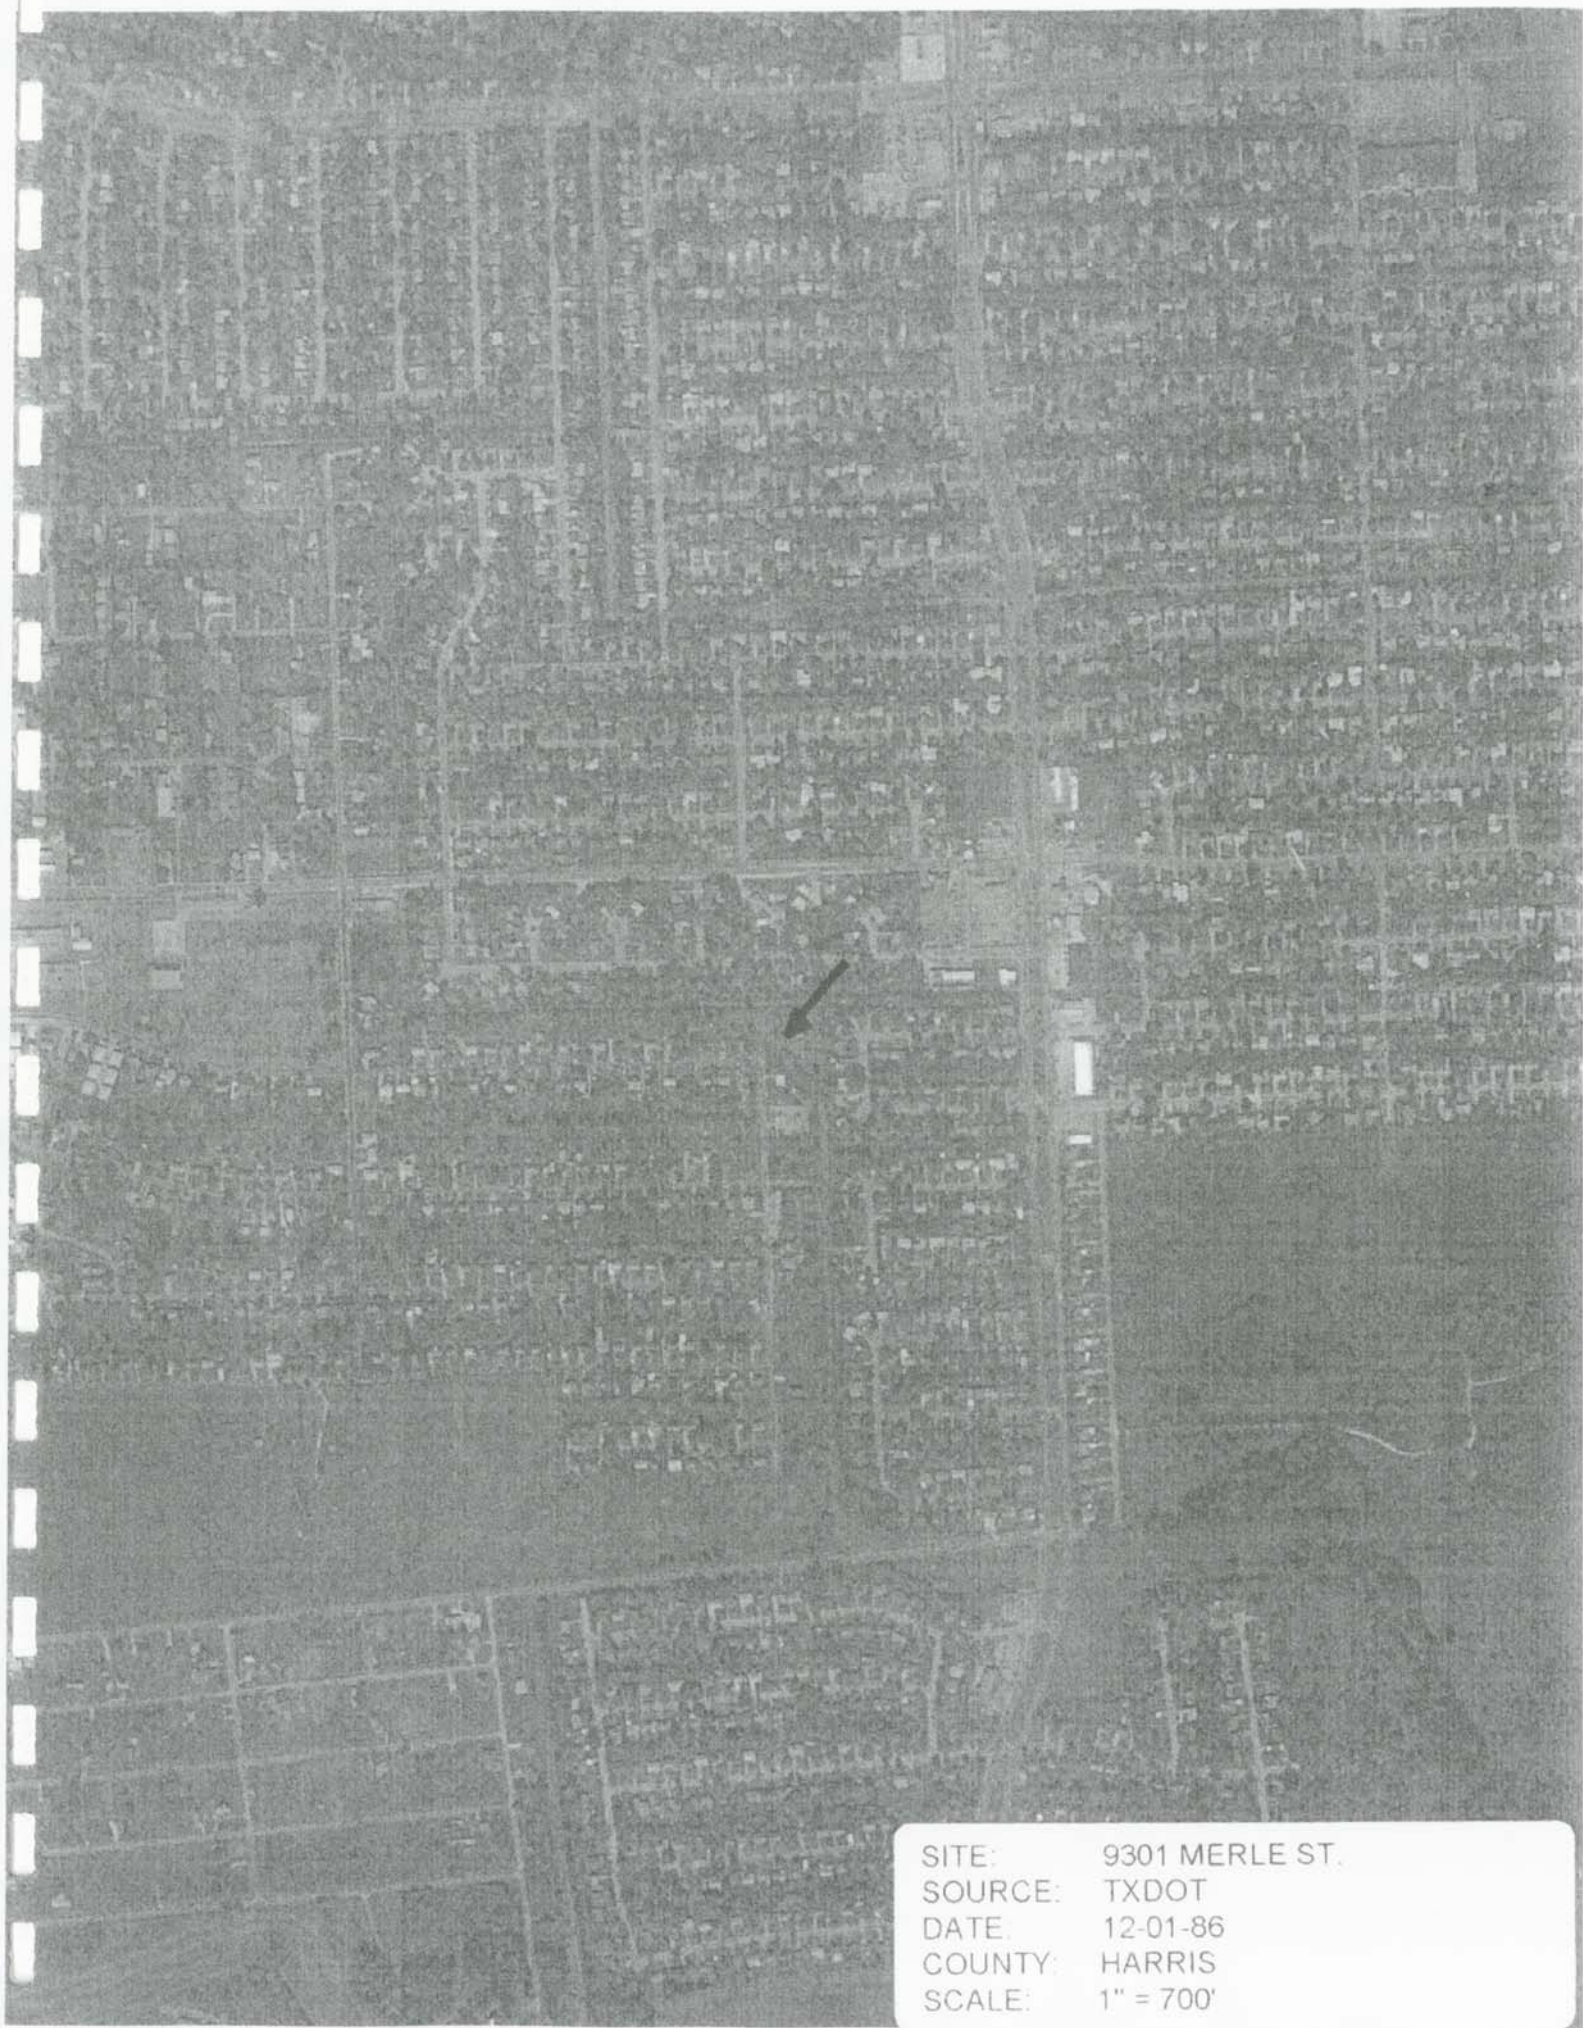 SITE: 9301 MERLE ST.
SOURCE: TXDOT
DATE: 12-01-86
COUNTY: HARRIS
SCALE: 1" = 700'